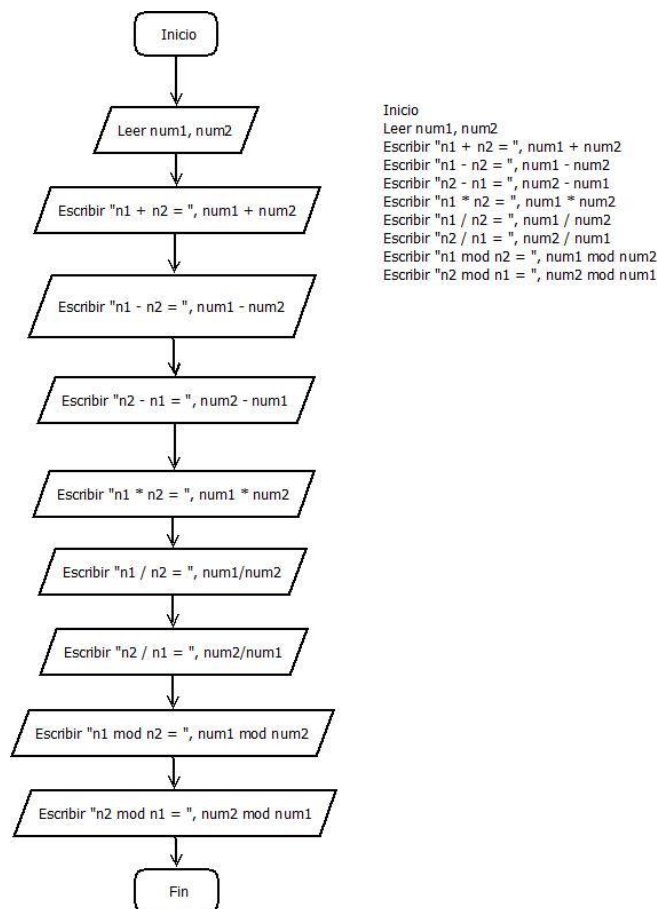 Inicio
Leer num1, num2
Escribir "n1 + n2 = ", num1 + num2
Escribir "n1 - n2 = ", num1 - num2
Escribir "n2 - n1 = ", num2 - num1
Escribir "n1 * n2 = ", num1 * num2
Escribir "n1 / n2 = ", num1/num2
Escribir "n2 / n1 = ", num2/num1
Escribir "n1 mod n2 = ", num1 mod num2
Escribir "n2 mod n1 = ", num2 mod num1
Fin
Inicio
Leer num1, num2
Escribir "n1 + n2 = ", num1 + num2
Escribir "n1 - n2 = ", num1 - num2
Escribir "n2 - n1 = ", num2 - num1
Escribir "n1 * n2 = ", num1 * num2
Escribir "n1 / n2 = ", num1 / num2
Escribir "n2 / n1 = ", num2 / num1
Escribir "n1 mod n2 = ", num1 mod num2
Escribir "n2 mod n1 = ", num2 mod num1